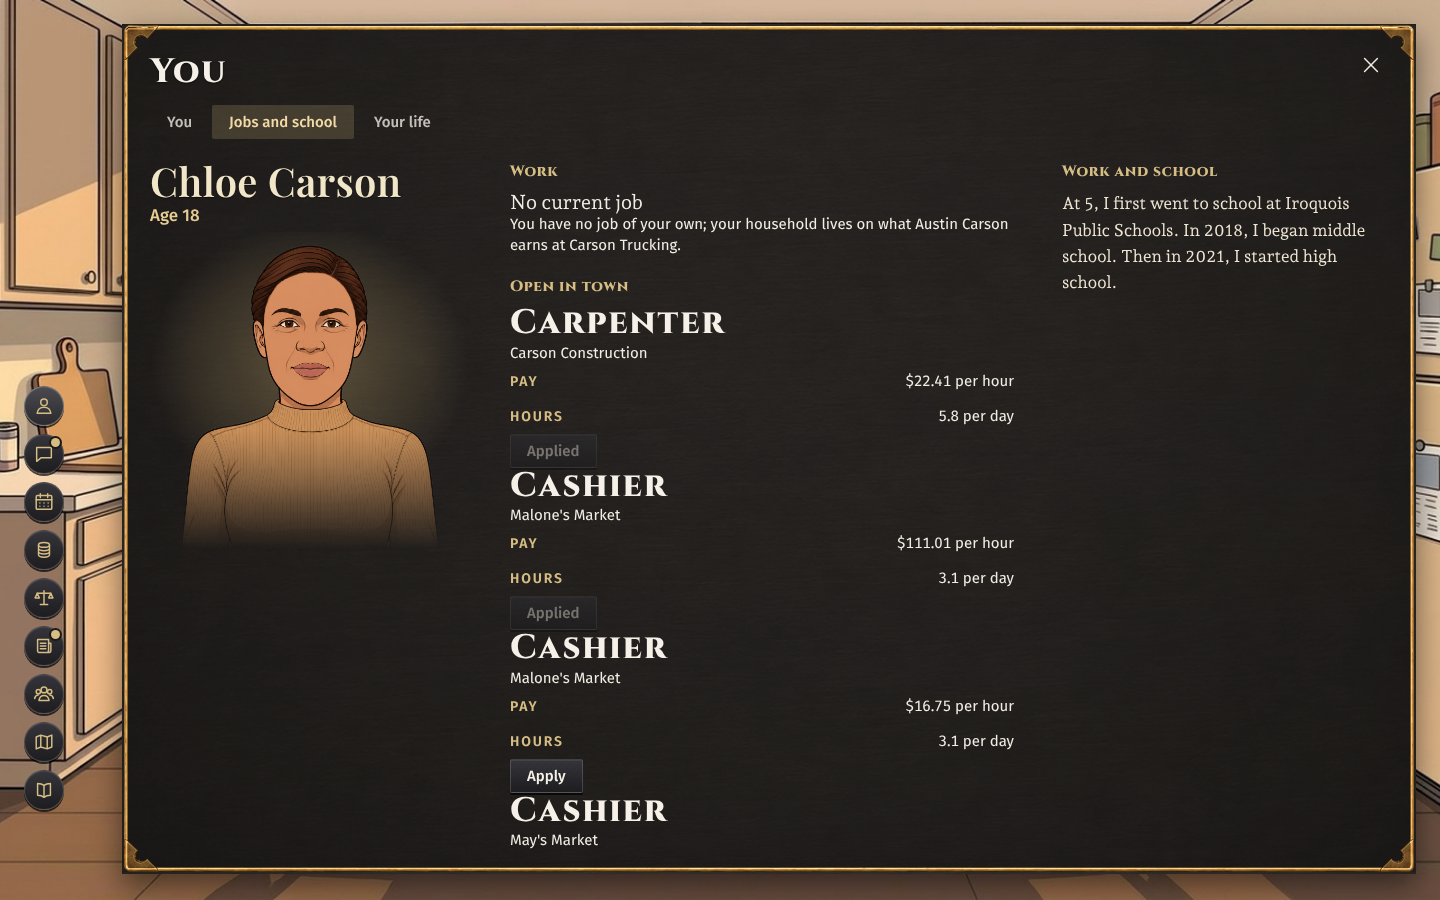 You
You
Jobs and school
Your life
Chloe Carson
Age 18
Work
No current job
You have no job of your own; your household lives on what Austin Carson
earns at Carson Trucking.
Open in town
Carpenter
Carson Construction
PAY
$22.41 per hour
HOURS
5.8 per day
Applied
Cashier
Malone's Market
PAY
$111.01 per hour
HOURS
3.1 per day
Applied
Cashier
Malone's Market
PAY
$16.75 per hour
HOURS
3.1 per day
Apply
Cashier
May's Market
Work and school
At 5, I first went to school at Iroquois
Public Schools. In 2018, I began middle
school. Then in 2021, I started high
school.